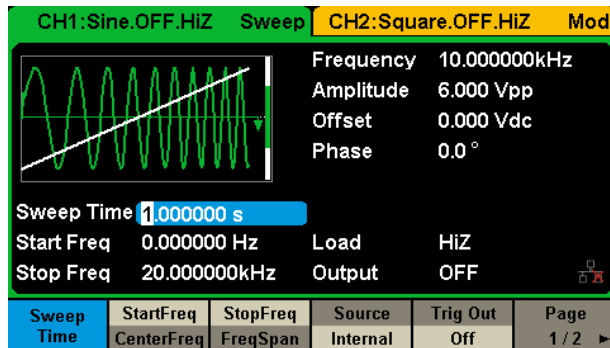 CH1:Sine.OFF.HiZ Sweep CH2:Square.OFF.HiZ Mod
Frequency 10.000000kHz
Amplitude 6.000 Vpp
Offset 0.000 Vdc
Phase 0.0 °
Sweep Time 1.000000 s
Start Freq 0.000000 Hz Load HiZ
Stop Freq 20.000000kHz Output OFF
Sweep Time StartFreq StopFreq Source Trig Out Page
CenterFreq FreqSpan Internal Off 1/2 ►